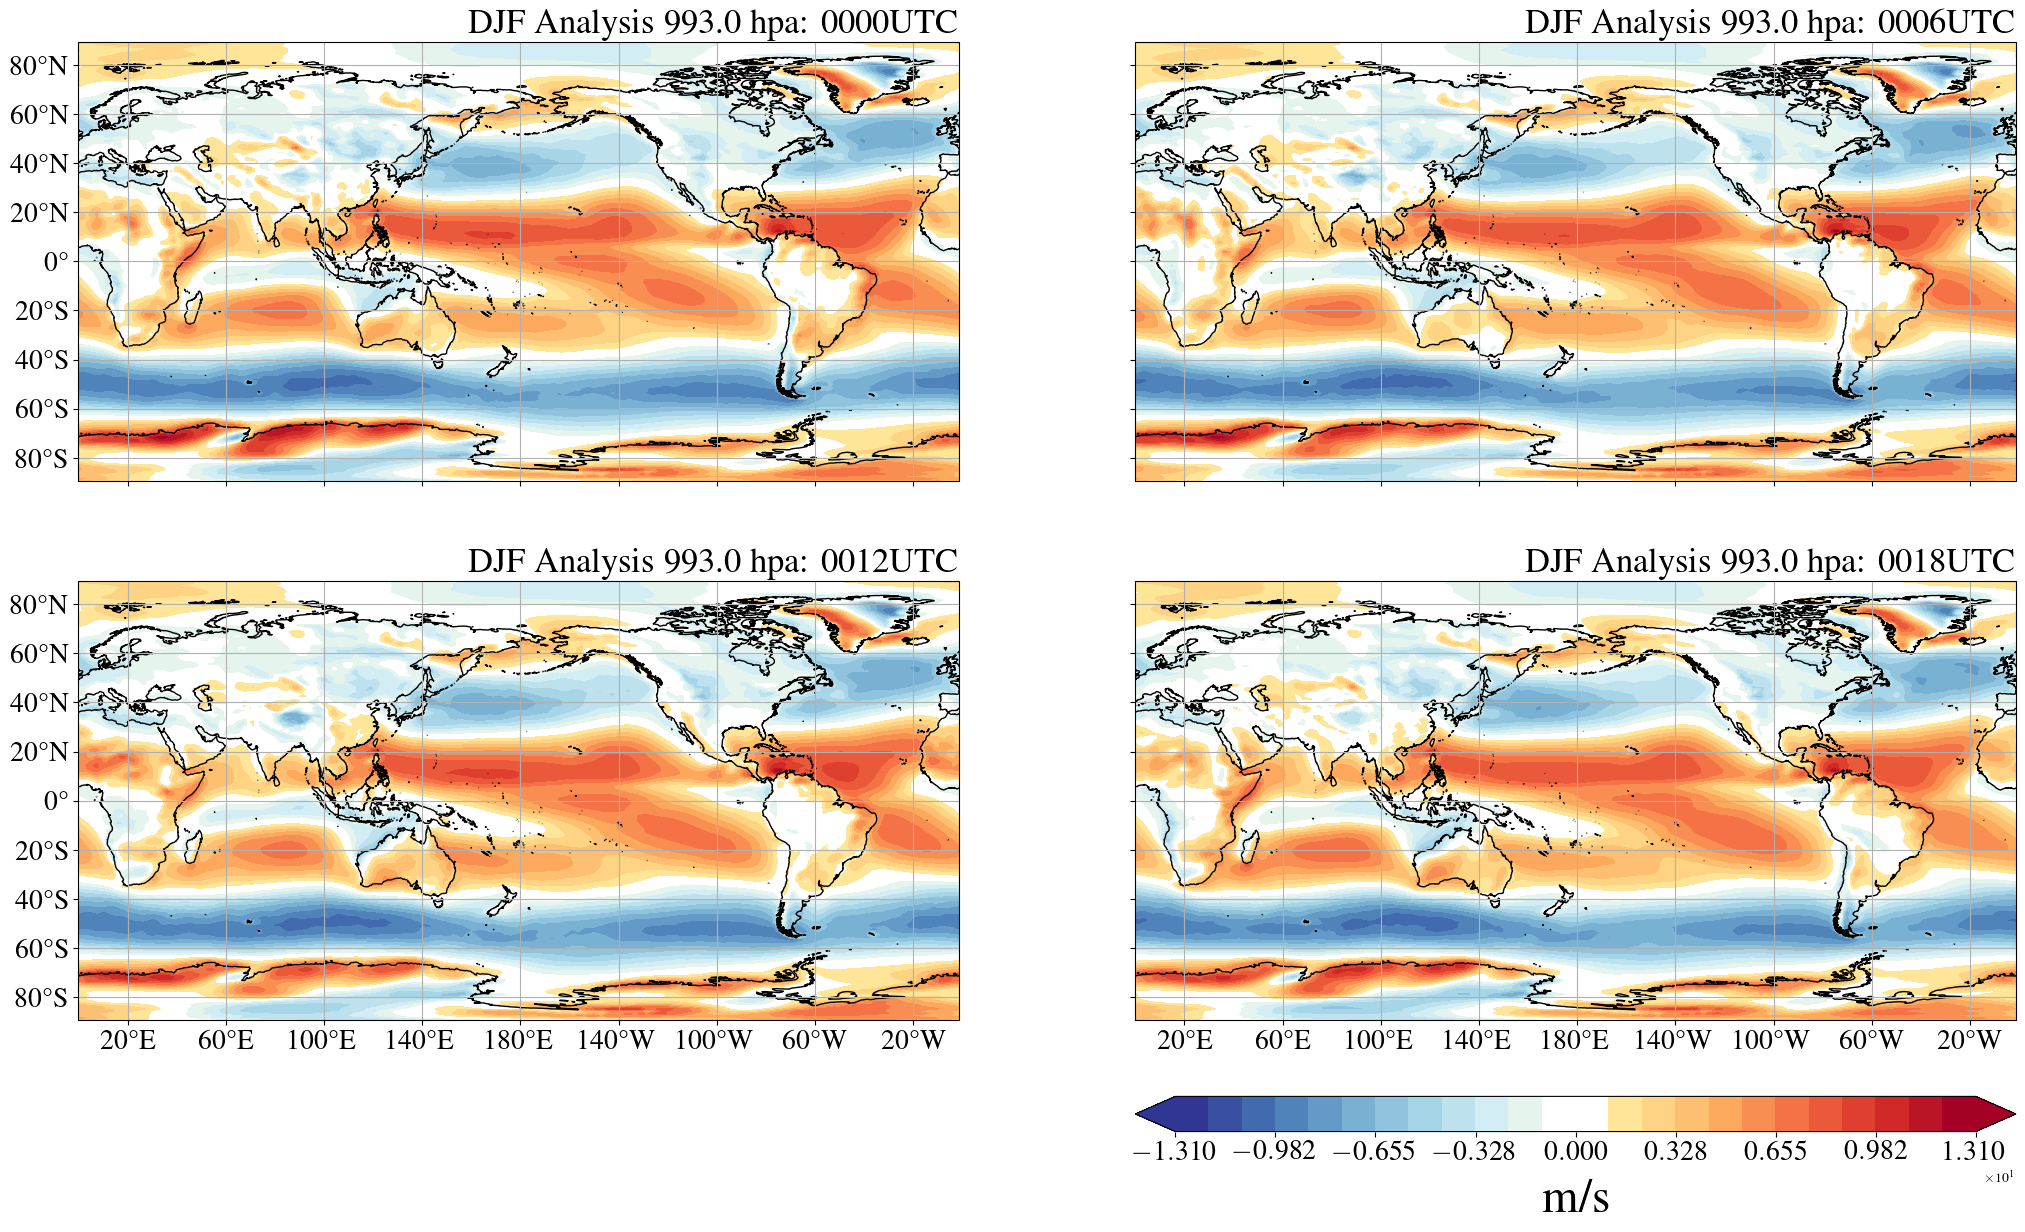 DJF Analysis 993.0 hpa: 0000UTC
DJF Analysis 993.0 hpa: 0006UTC
80°N
60°N
40°N
20°N
0°
20°S
40°S
60°S
80°S
DJF Analysis 993.0 hpa: 0012UTC
DJF Analysis 993.0 hpa: 0018UTC
80°N
60°N
40°N
20°N
0°
20°S
40°S
60°S
80°S
20°E 60°E 100°E 140°E 180°E 140°W 100°W 60°W 20°W
20°E 60°E 100°E 140°E 180°E 140°W 100°W 60°W 20°W
−1.310 −0.982 −0.655 −0.328 0.000 0.328 0.655 0.982 1.310
×10¹
m/s